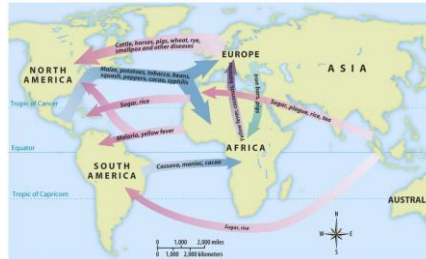 Cattle, horses, pigs, wheat, rye,
smallpox and other diseases
EUROPE
NORTH
AMERICA
ASIA
Maize, potatoes, tobacco, beans,
squash, peppers, cacao, syphilis
Iron bars, pigs
Tropic of Cancer
Sugar, rice
Sugar, plague, rice, tea
Malaria, yellow fever
Equator
AFRICA
SOUTH
AMERICA
Cassava, manioc, cacao
Tropic of Capricorn
AUSTRAL
Sugar, rice
N
W
E
S
0 1,000 2,000 miles
0 1,000 2,000 kilometers